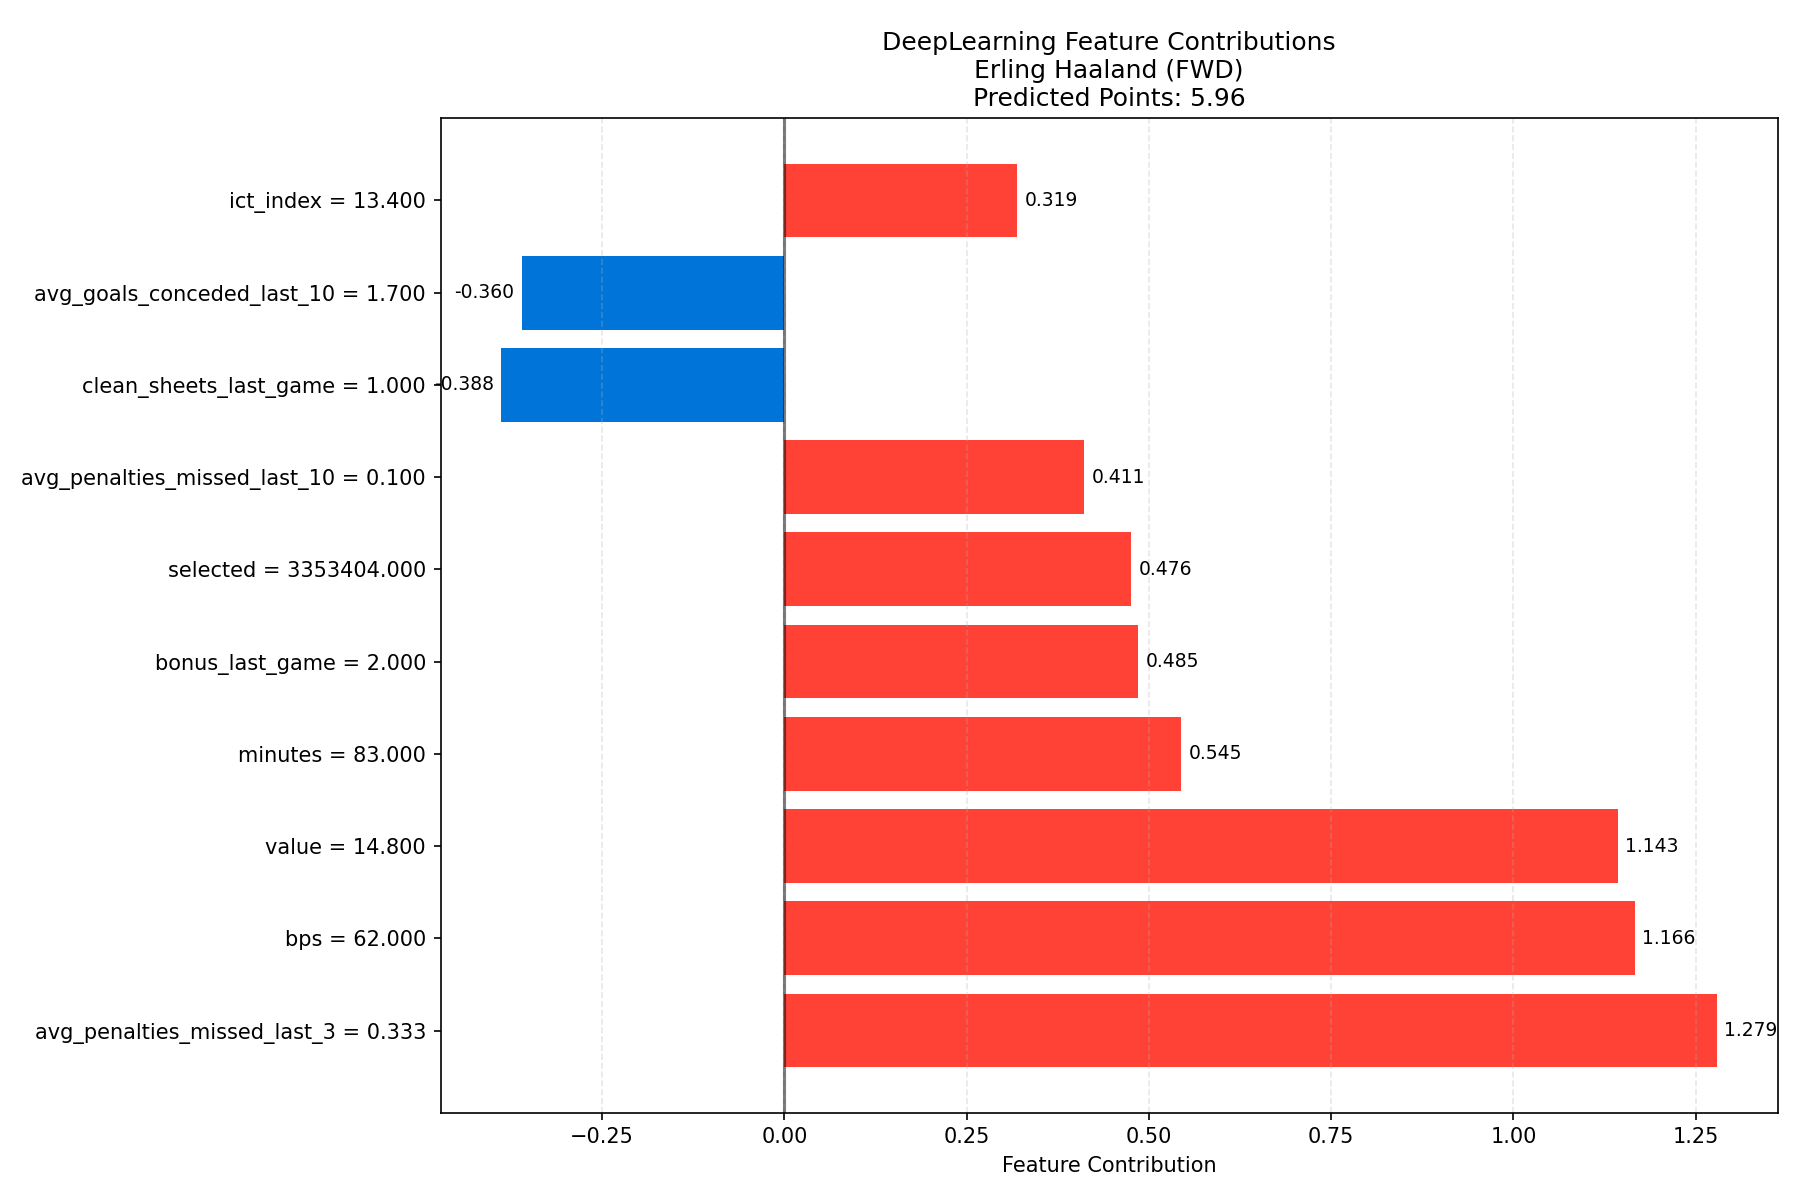 DeepLearning Feature Contributions
Erling Haaland (FWD)
Predicted Points: 5.96
ict_index = 13.400
0.319
avg_goals_conceded_last_10 = 1.700
-0.360
clean_sheets_last_game = 1.000
-0.388
avg_penalties_missed_last_10 = 0.100
0.411
selected = 3353404.000
0.476
bonus_last_game = 2.000
0.485
minutes = 83.000
0.545
value = 14.800
1.143
bps = 62.000
1.166
avg_penalties_missed_last_3 = 0.333
1.279
−0.25 0.00 0.25 0.50 0.75 1.00 1.25
Feature Contribution